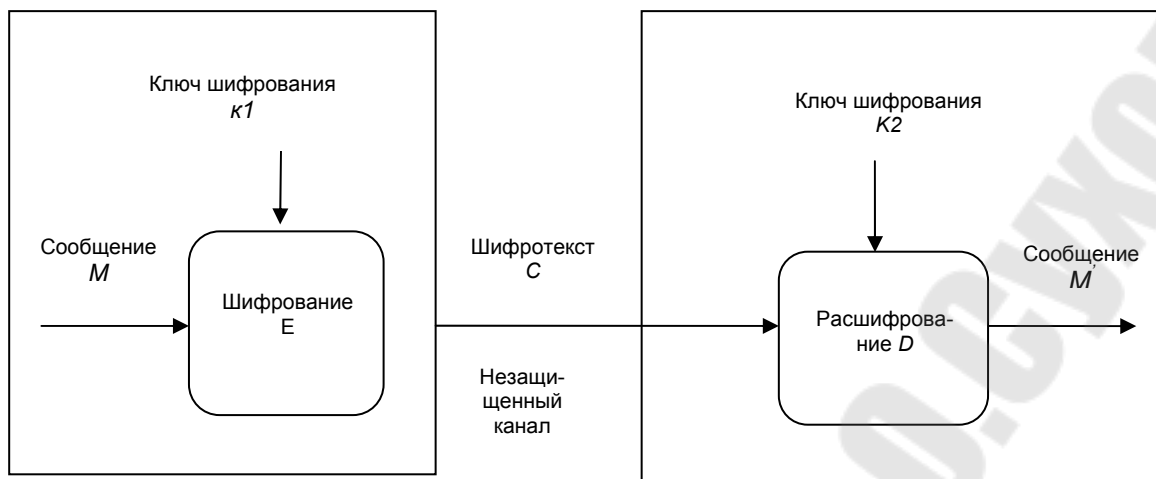 Ключ шифрования
к1
Сообщение
М
Шифрование
Е
Шифротекст
С
Незащи-
щенный
канал
Ключ шифрования
К2
Расшифрова-
ние D
Сообщение
М’